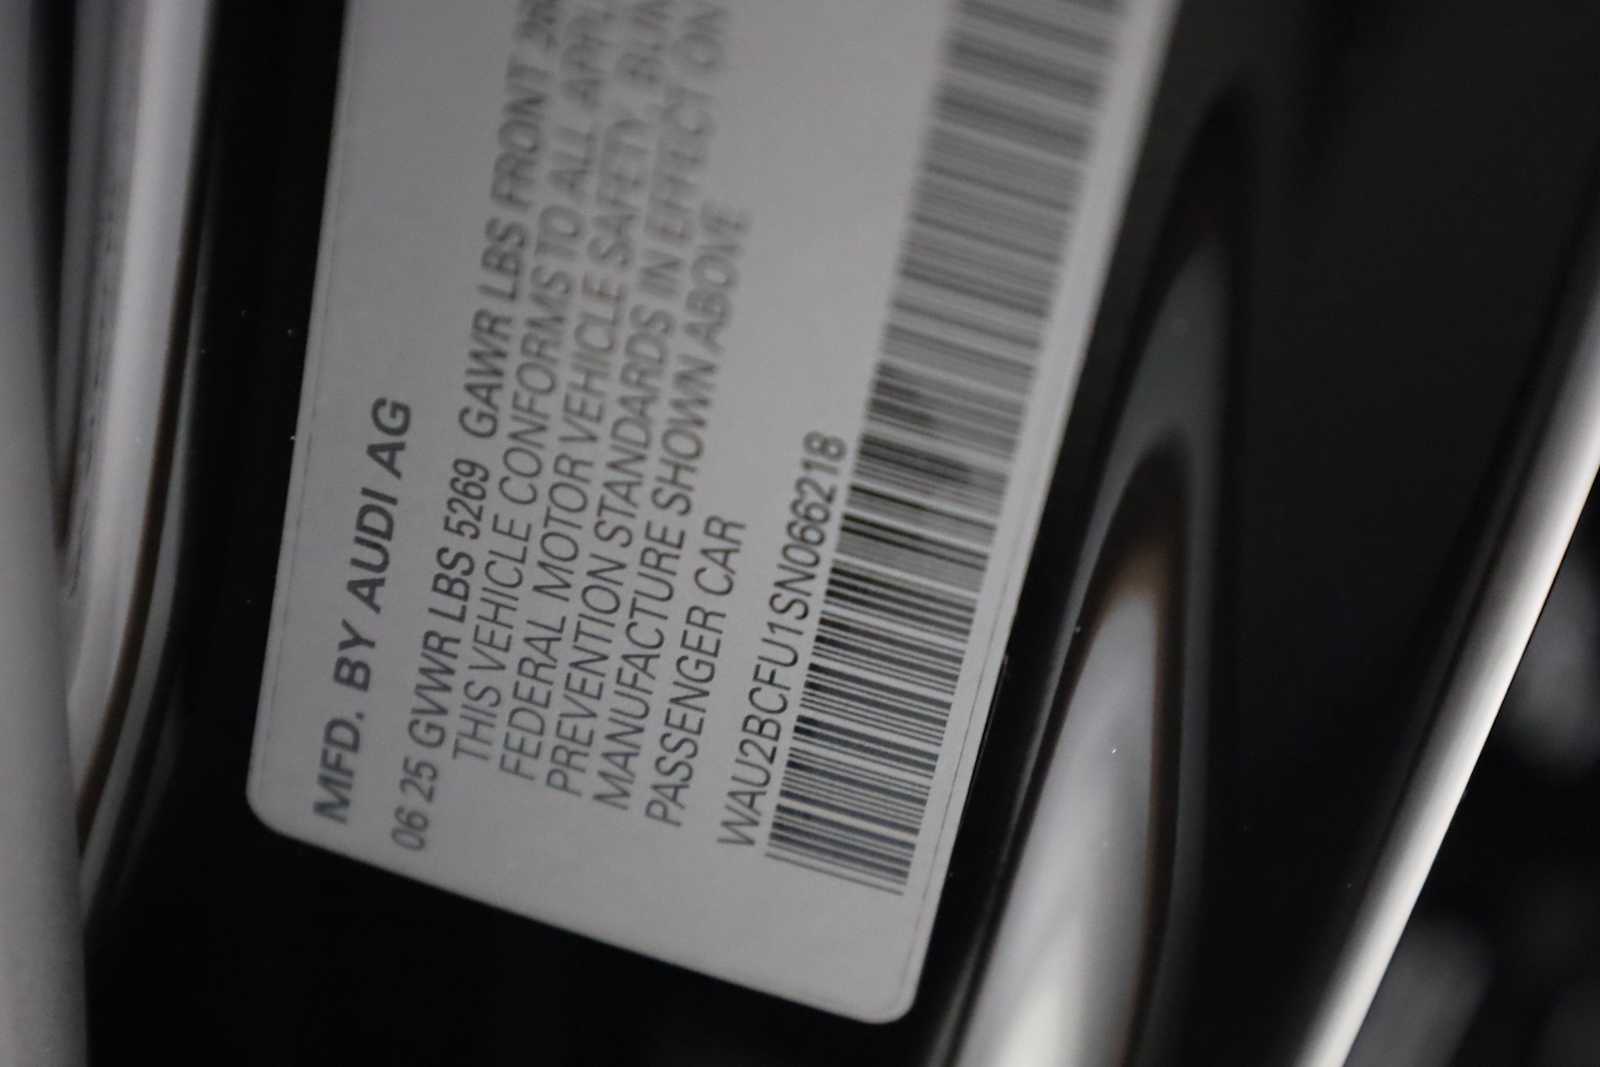 MFD. BY AUDI AG
06 25 GVWR LBS 5269 GAWR LBS FRONT
THIS VEHICLE CONFORMS TO ALL
FEDERAL MOTOR VEHICLE SAFETY,
PREVENTION STANDARDS IN EFFECT ON
MANUFACTURE SHOWN ABOVE
PASSENGER CAR
WAU2BCFU1SN066218